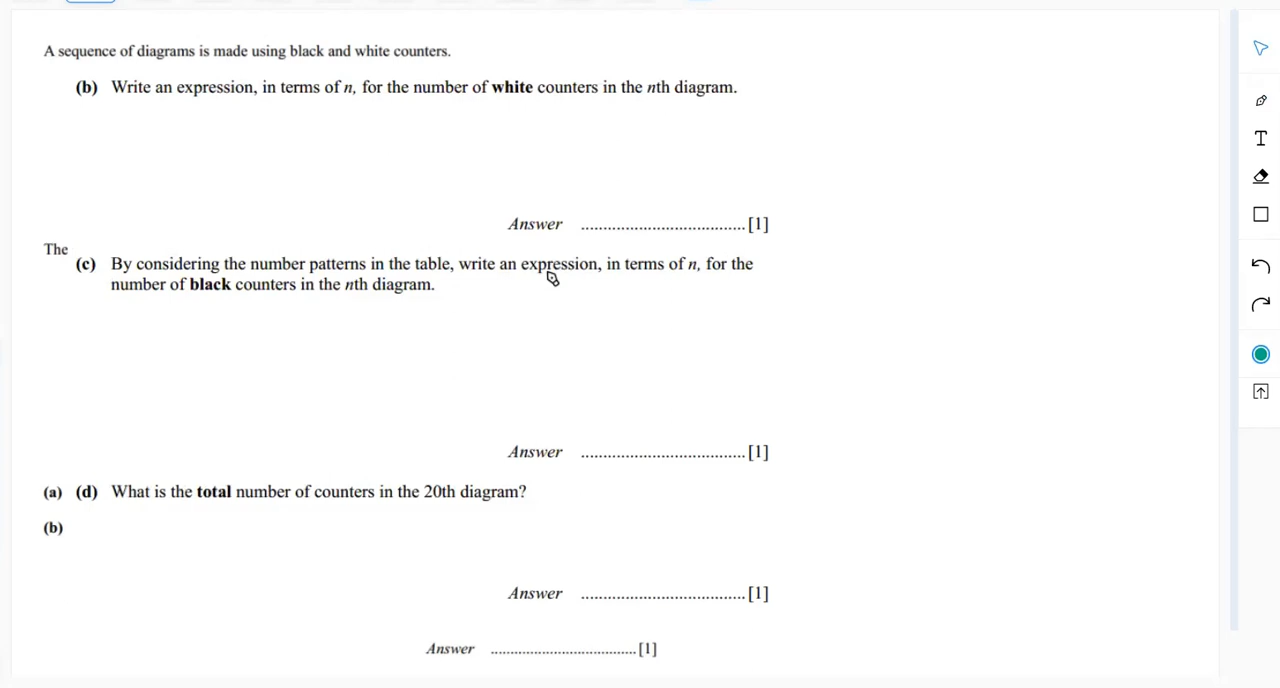 A sequence of diagrams is made using black and white counters.
(b) Write an expression, in terms of n, for the number of white counters in the nth diagram.
Answer .....................................[1]
The
(c) By considering the number patterns in the table, write an expression, in terms of n, for the
number of black counters in the nth diagram.
Answer .....................................[1]
(a) (d) What is the total number of counters in the 20th diagram?
(b)
Answer .....................................[1]
Answer .....................................[1]
T